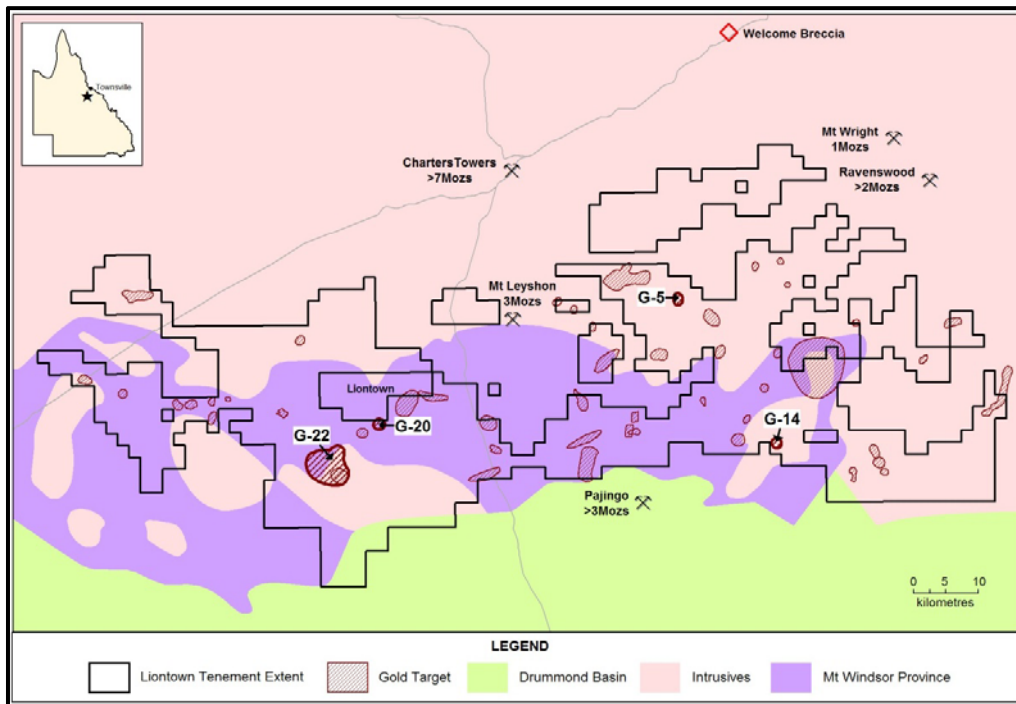 Welcome Breccia
Townsville
Mt Wright
1Mozs
Charters Towers
>7Mozs
Ravenswood
>2Mozs
Mt Leyshon
3Mozs
G-5
Liontown
G-20
G-14
G-22
Pajingo
>3Mozs
0 5 10
kilometres
LEGEND
Liontown Tenement Extent
Gold Target
Drummond Basin
Intrusives
Mt Windsor Province